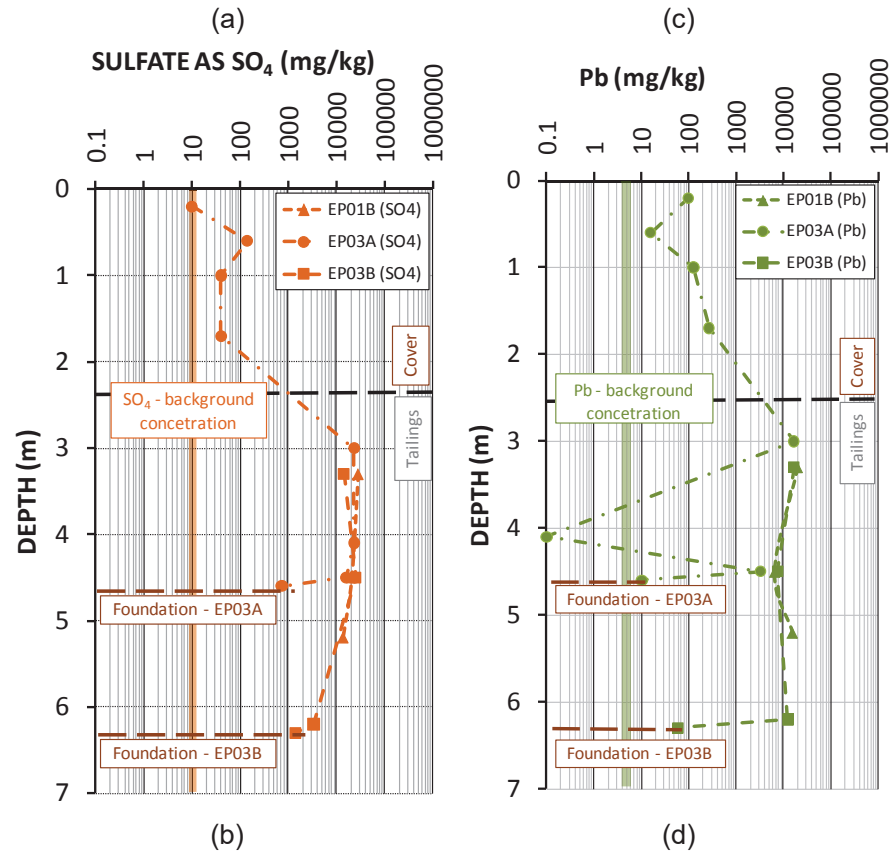 (a)
(c)
SULFATE AS SO₄ (mg/kg)
0.1
1
10
100
1000
10000
100000
1000000
0
1
2
3
4
5
6
7
DEPTH (m)
EP01B (SO4)
EP03A (SO4)
EP03B (SO4)
Cover
Tailings
SO₄ - background
concetration
Foundation - EP03A
Foundation - EP03B
(b)
Pb (mg/kg)
0.1
1
10
100
1000
10000
100000
1000000
0
1
2
3
4
5
6
7
DEPTH (m)
EP01B (Pb)
EP03A (Pb)
EP03B (Pb)
Cover
Tailings
Pb - background
concetration
Foundation - EP03A
Foundation - EP03B
(d)